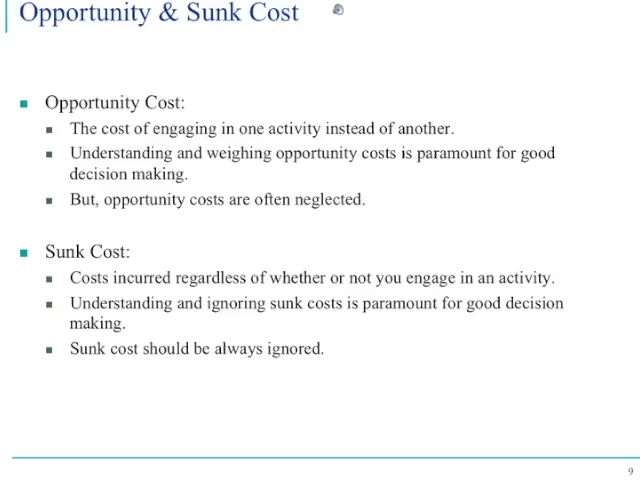 Opportunity & Sunk Cost
Opportunity Cost:
The cost of engaging in one activity instead of another.
Understanding and weighing opportunity costs is paramount for good
decision making.
But, opportunity costs are often neglected.
Sunk Cost:
Costs incurred regardless of whether or not you engage in an activity.
Understanding and ignoring sunk costs is paramount for good decision
making.
Sunk cost should be always ignored.
9